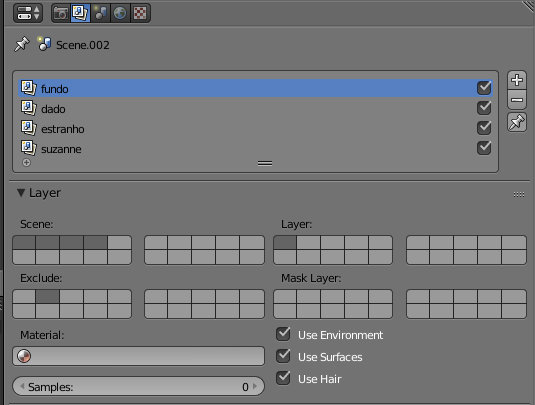 Scene.002
fundo
dado
estranho
suzanne
Layer
Scene: Layer:
Exclude: Mask Layer:
Material: Use Environment
Use Surfaces
Samples: 0 Use Hair